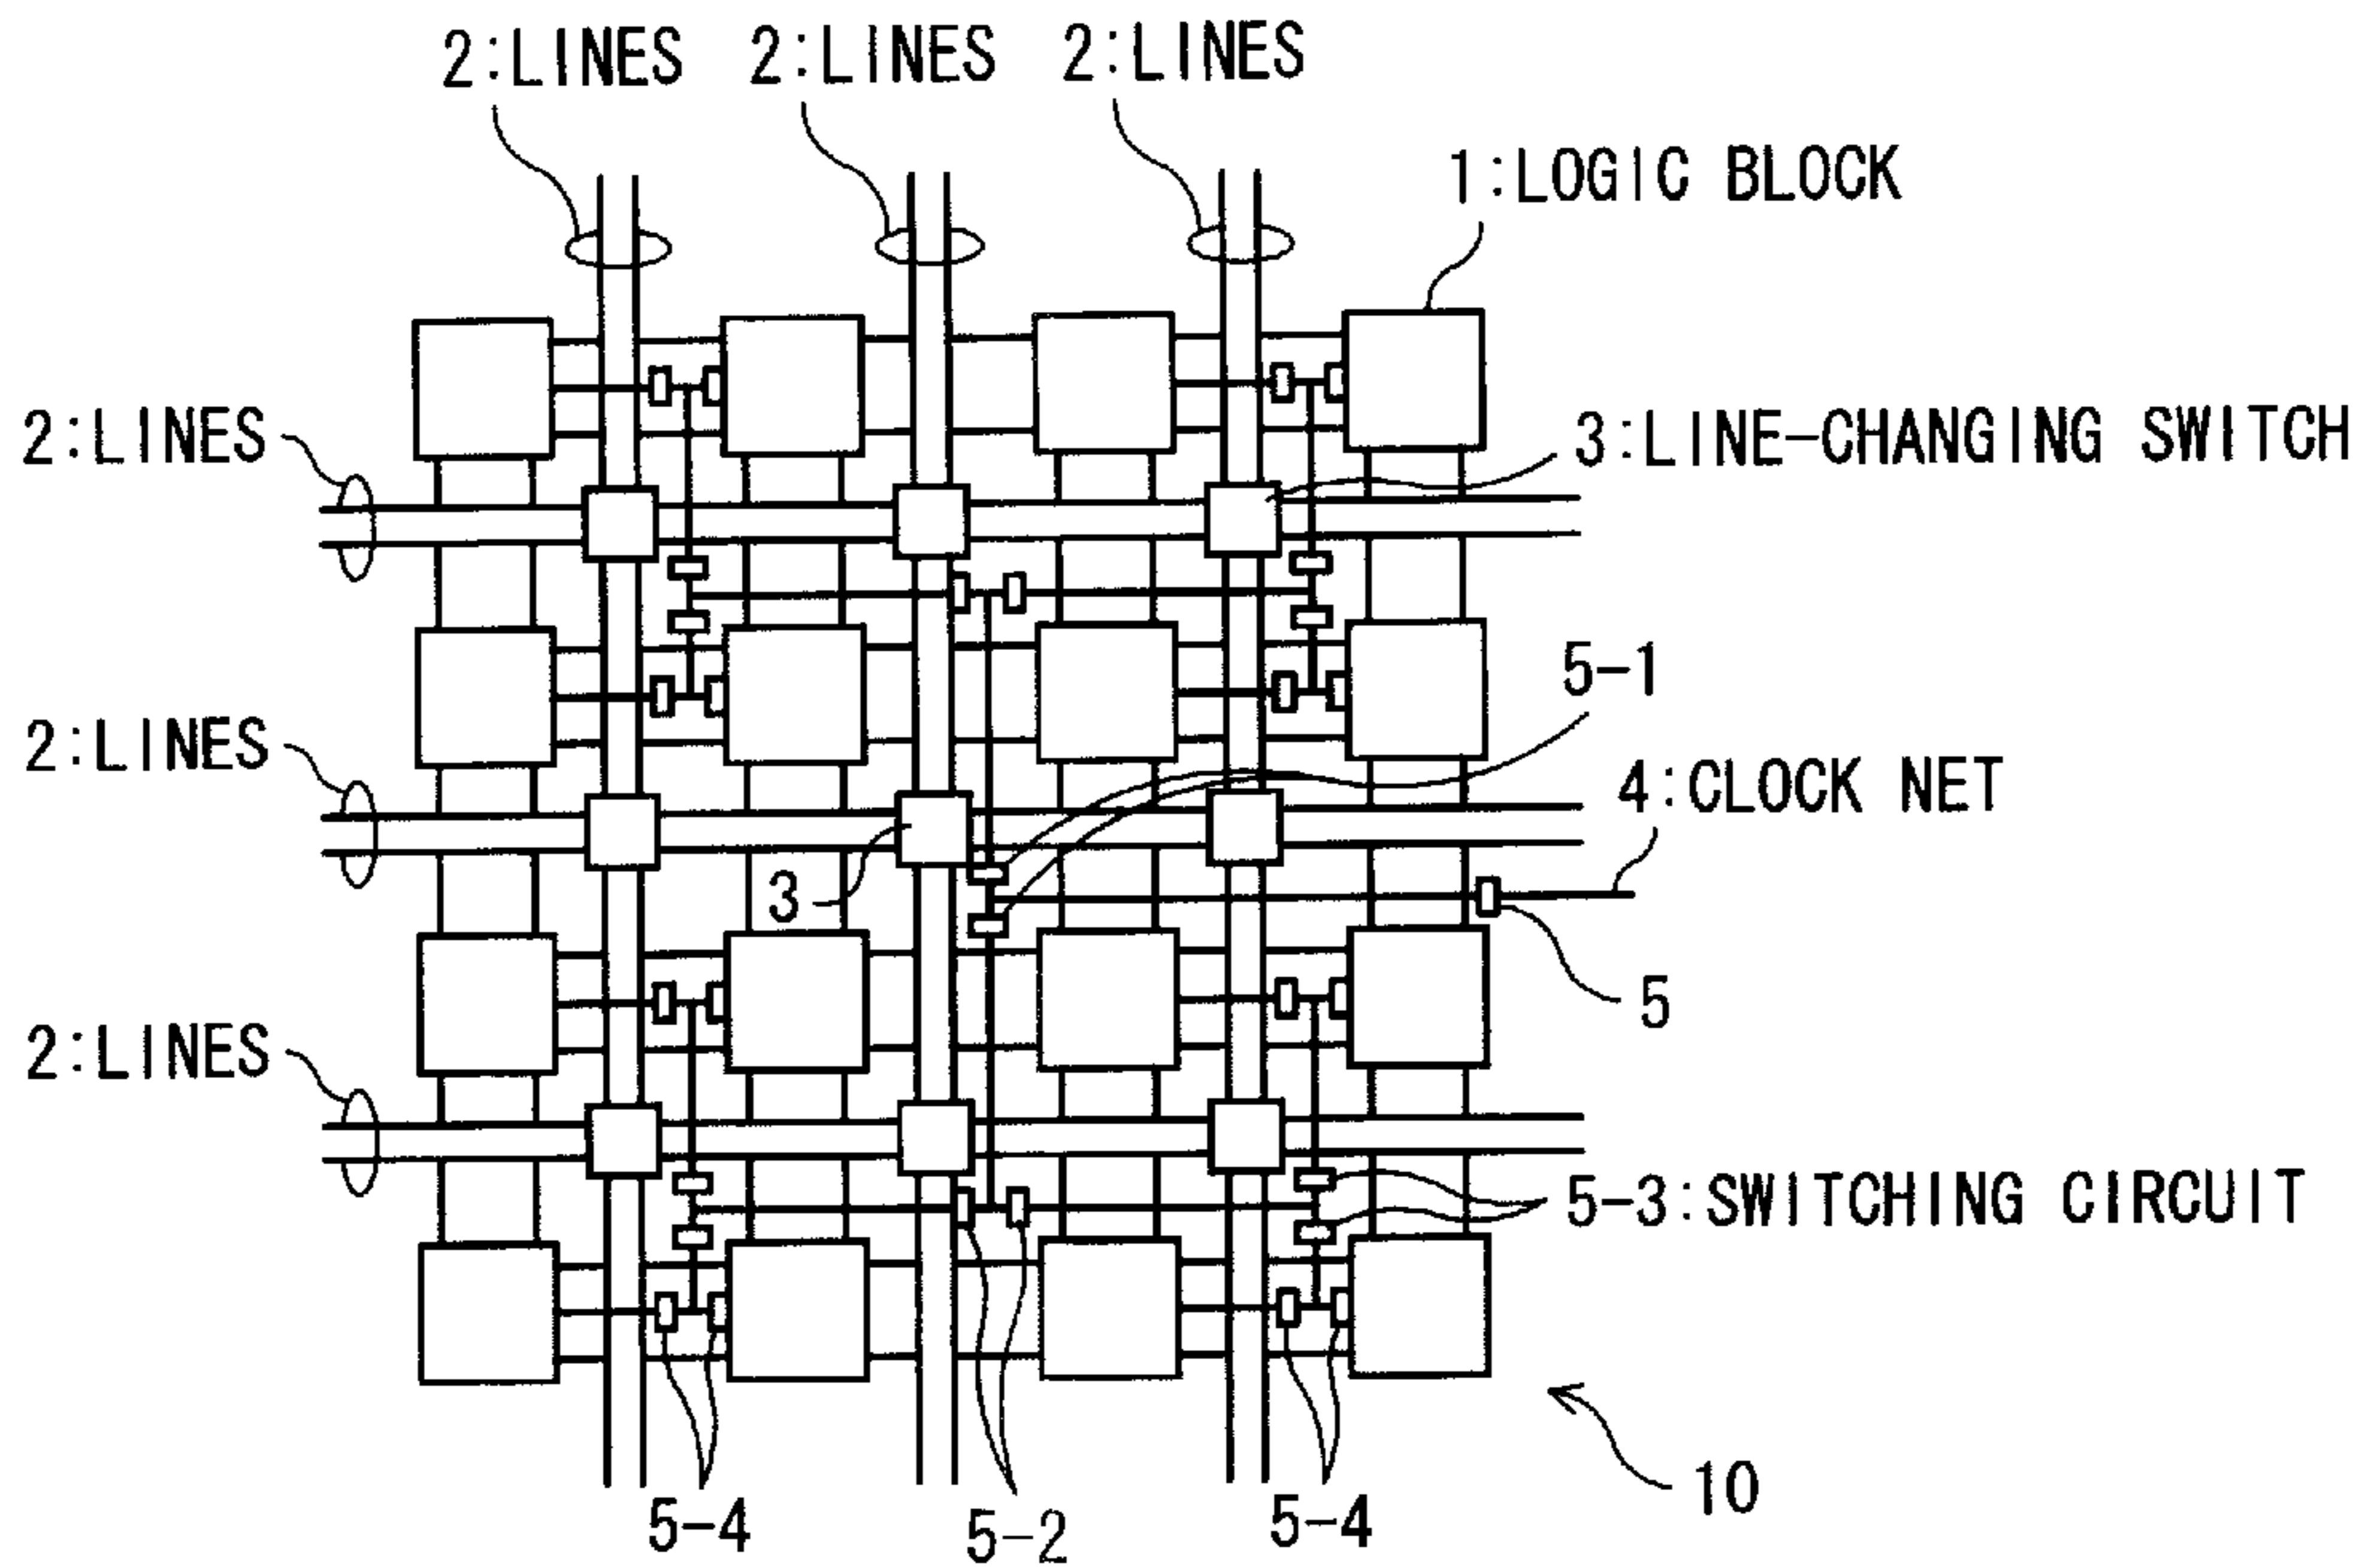 2:LINES 2:LINES 2:LINES
1:LOGIC BLOCK
2:LINES
3:LINE-CHANGING SWITCH
5-1
2:LINES
4:CLOCK NET
3
5
2:LINES
5-3:SWITCHING CIRCUIT
10
5-4 5-2 5-4